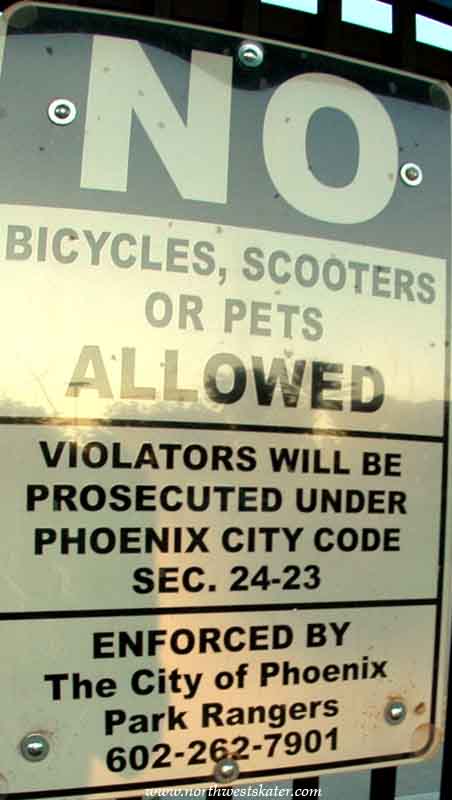 NO
BICYCLES, SCOOTERS
OR PETS
ALLOWED
VIOLATORS WILL BE
PROSECUTED UNDER
PHOENIX CITY CODE
SEC. 24-23
ENFORCED BY
The City of Phoenix
Park Rangers
602-262-7901
www.northwestskater.com